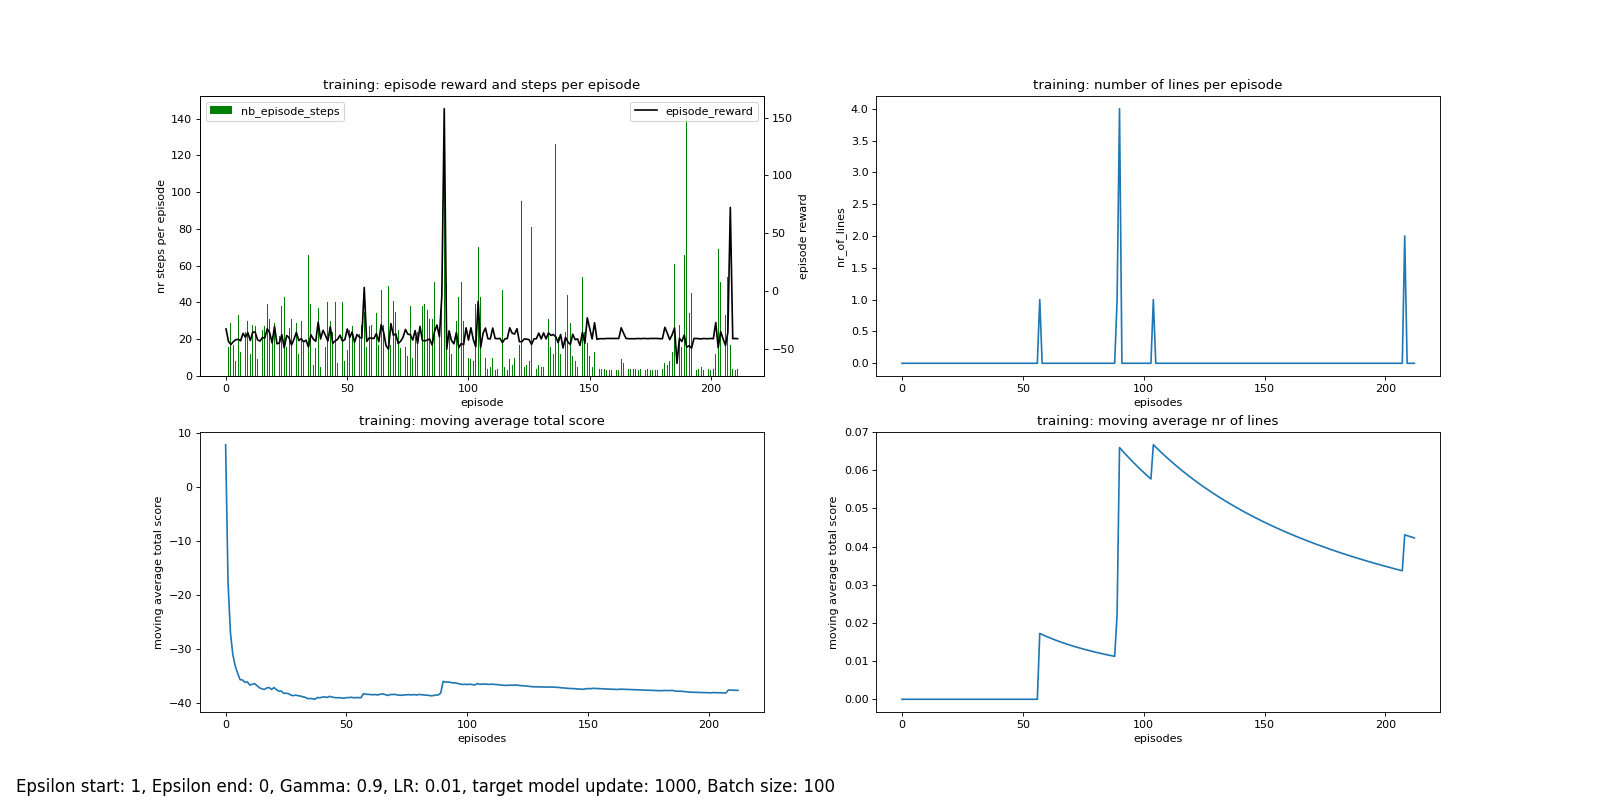 training: episode reward and steps per episode
nb_episode_steps
episode_reward
140
120
100
80
60
40
20
0
nr steps per episode
150
100
50
0
−50
episode reward
0 50 100 150 200
episode
training: number of lines per episode
4.0
3.5
3.0
2.5
2.0
1.5
1.0
0.5
0.0
nr_of_lines
0 50 100 150 200
episodes
training: moving average total score
10
0
−10
−20
−30
−40
moving average total score
0 50 100 150 200
episodes
training: moving average nr of lines
0.07
0.06
0.05
0.04
0.03
0.02
0.01
0.00
moving average total score
0 50 100 150 200
episodes
Epsilon start: 1, Epsilon end: 0, Gamma: 0.9, LR: 0.01, target model update: 1000, Batch size: 100